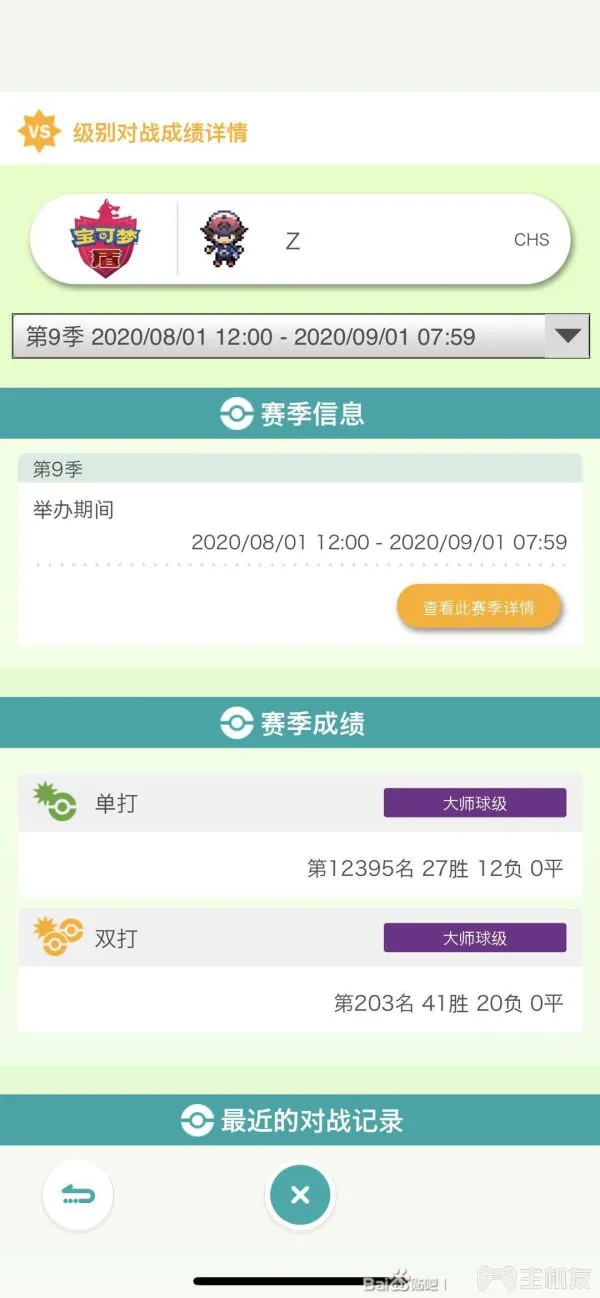 VS 级别对战成绩详情
宝可梦
盾
Z
CHS
第9季 2020/08/01 12:00 - 2020/09/01 07:59
赛季信息
第9季
举办期间
2020/08/01 12:00 - 2020/09/01 07:59
查看此赛季详情
赛季成绩
单打
大师球级
第12395名 27胜 12负 0平
双打
大师球级
第203名 41胜 20负 0平
最近的对战记录
Bai贴吧
主机友